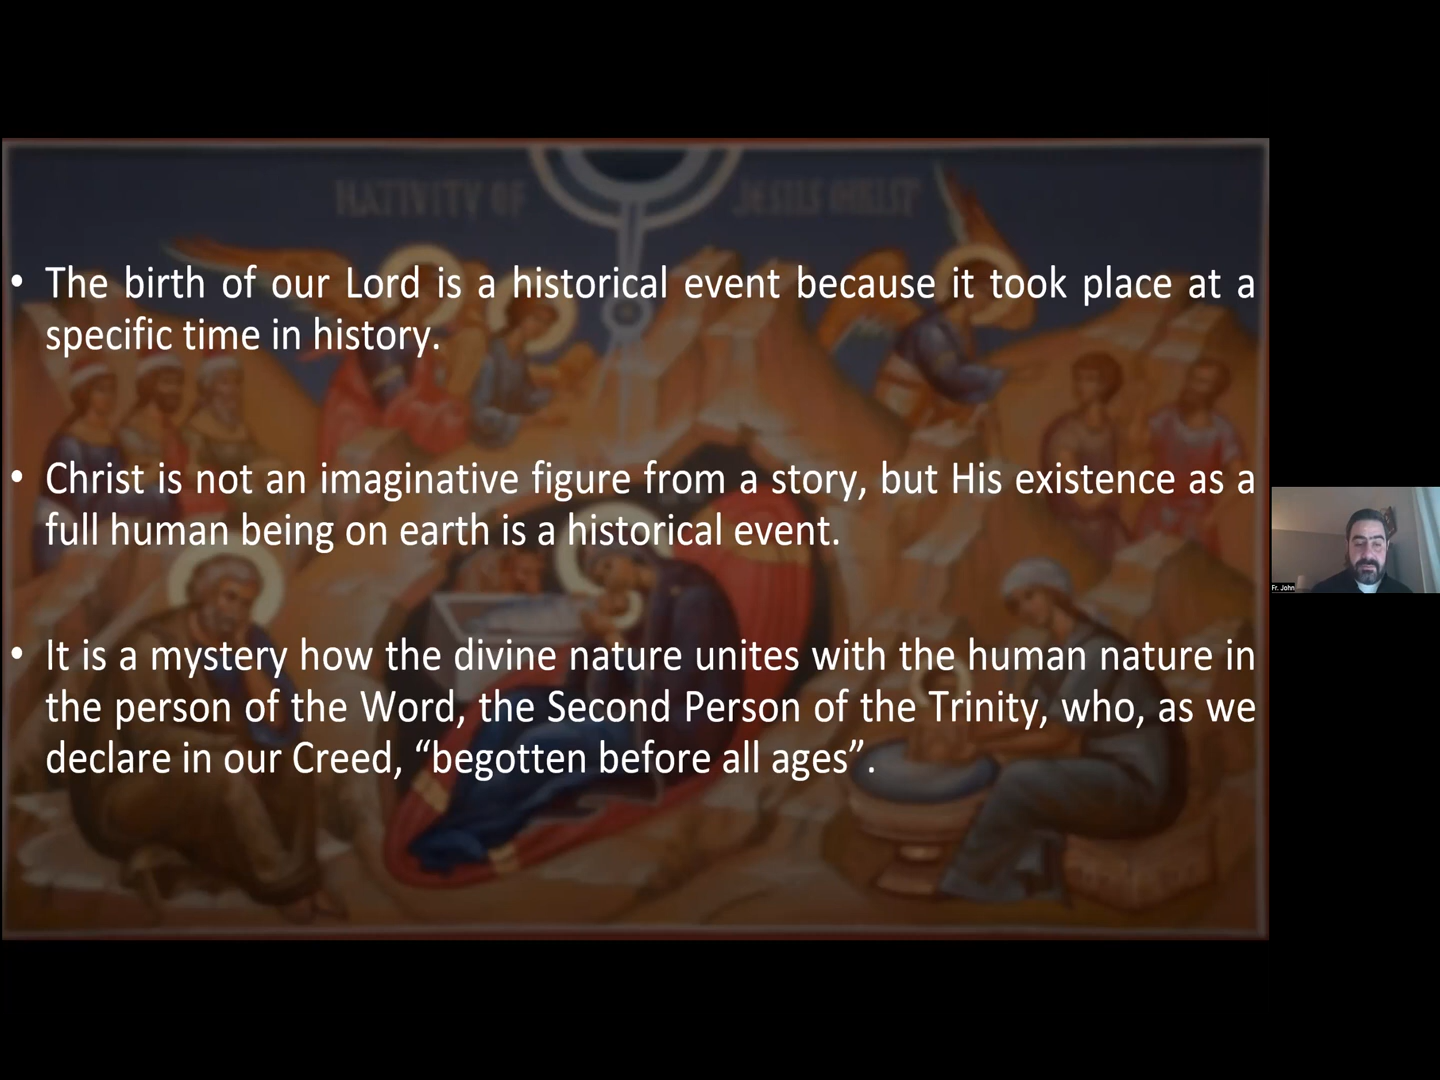 NATIVITY OF JESUS CHRIST
• The birth of our Lord is a historical event because it took place at a
specific time in history.
• Christ is not an imaginative figure from a story, but His existence as a
full human being on earth is a historical event.
• It is a mystery how the divine nature unites with the human nature in
the person of the Word, the Second Person of the Trinity, who, as we
declare in our Creed, “begotten before all ages”.
Fr. John